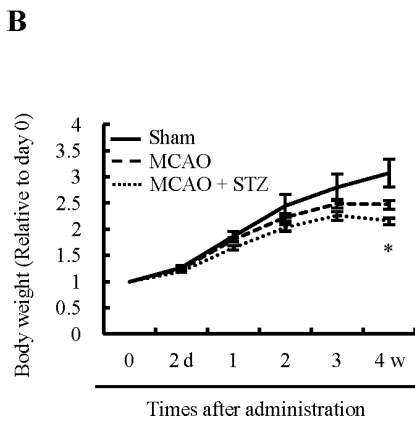 B
Body weight (Relative to day 0)
4
3.5
3
2.5
2
1.5
1
0.5
0
Sham
MCAO
MCAO + STZ
*
0 2 d 1 2 3 4 w
Times after administration